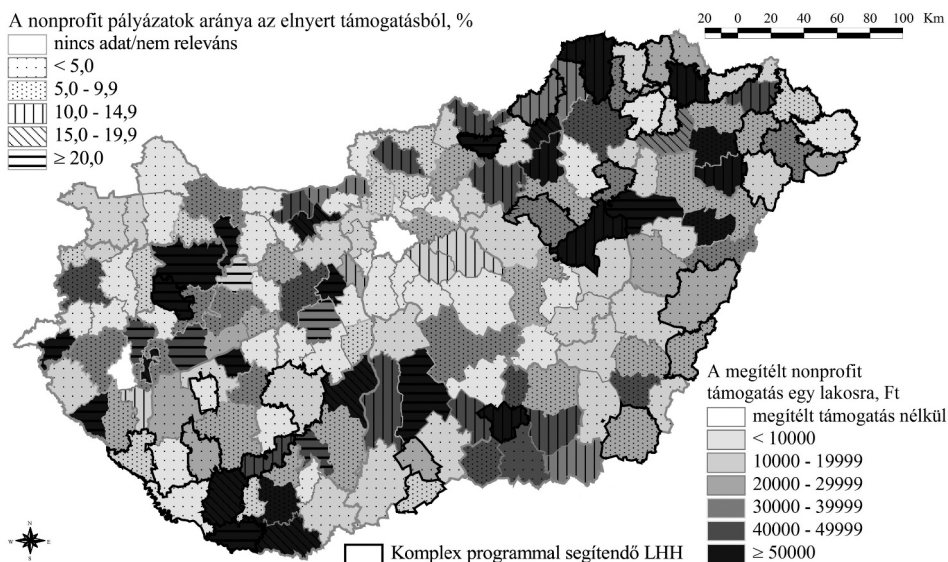 A nonprofit pályázatok aránya az elnyert támogatásból, %
nincs adat/nem releváns
< 5,0
5,0 - 9,9
10,0 - 14,9
15,0 - 19,9
≥ 20,0
20 0 20 40 60 80 100 Km
A megítélt nonprofit
támogatás egy lakosra, Ft
megítélt támogatás nélkül
< 10000
10000 - 19999
20000 - 29999
30000 - 39999
40000 - 49999
≥ 50000
N
W E
S
Komplex programmal segítendő LHH